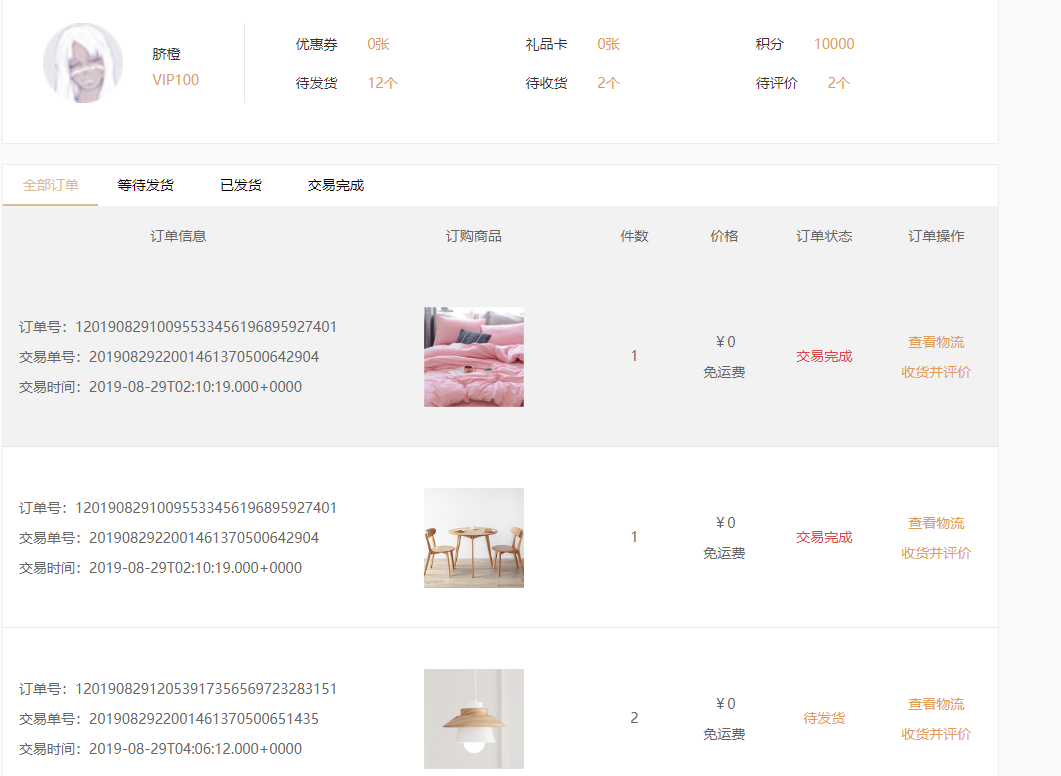 脐橙
VIP100
优惠券 0张 礼品卡 0张 积分 10000
待发货 12个 待收货 2个 待评价 2个
全部订单 等待发货 已发货 交易完成
订单信息 订购商品 件数 价格 订单状态 订单操作
订单号：12019082910095533456196895927401
交易单号：2019082922001461370500642904
交易时间：2019-08-29T02:10:19.000+0000
1
￥0
免运费
交易完成
查看物流
收货并评价
订单号：12019082910095533456196895927401
交易单号：2019082922001461370500642904
交易时间：2019-08-29T02:10:19.000+0000
1
￥0
免运费
交易完成
查看物流
收货并评价
订单号：12019082912053917356569723283151
交易单号：2019082922001461370500651435
交易时间：2019-08-29T04:06:12.000+0000
2
￥0
免运费
待发货
查看物流
收货并评价